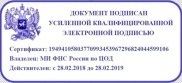 ДОКУМЕНТ ПОДПИСАН
УСИЛЕННОЙ КВАЛИФИЦИРОВАННОЙ
ЭЛЕКТРОННОЙ ПОДПИСЬЮ
Сертификат:
Владелец: МИ ФНС России по ЦОД
Действителен: с 28.02.2018 до 28.02.2019